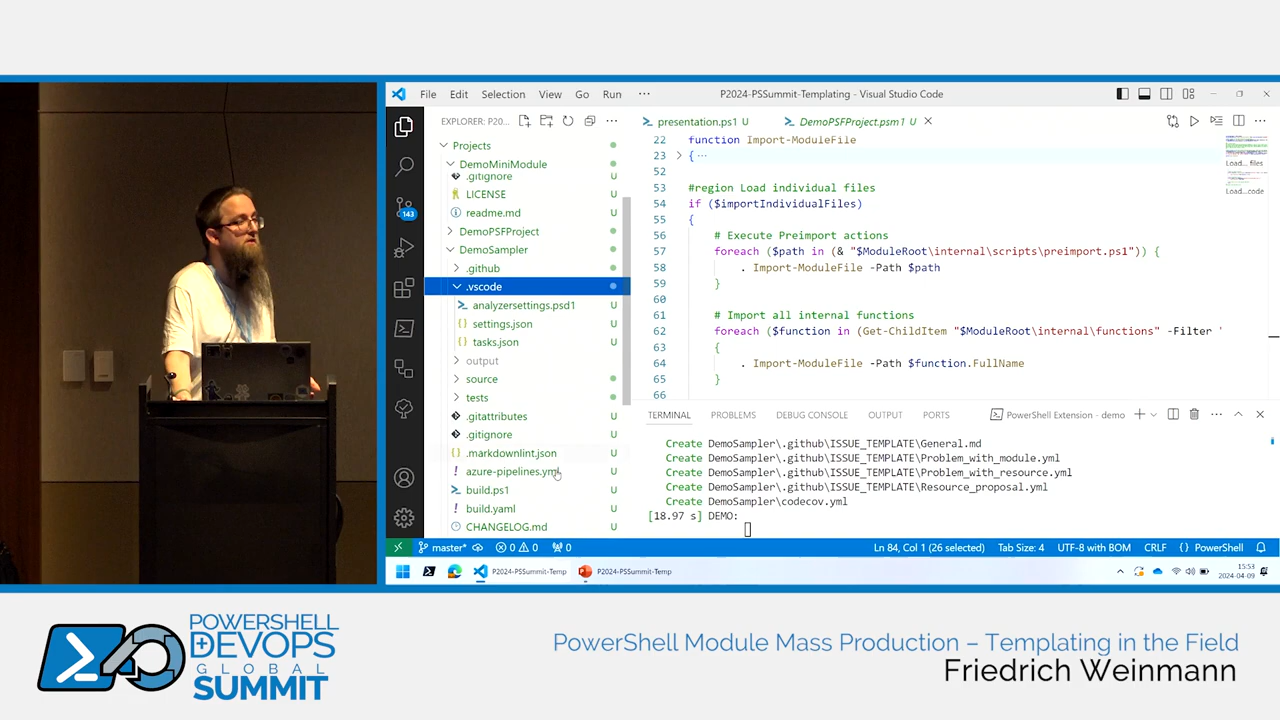 File Edit Selection View Go Run ··· P2024-PSSummit-Templating - Visual Studio Code
EXPLORER: P20... ···
Projects
DemoMiniModule
.gitignore
LICENSE
readme.md
DemoPSFProject
DemoSampler
.github
.vscode
analyzersettings.psd1 U
settings.json U
tasks.json U
output
source
tests
.gitattributes U
.gitignore U
.markdownlint.json U
azure-pipelines.yml U
build.ps1 U
build.yaml U
CHANGELOG.md U
143
presentation.ps1 U DemoPSFProject.psm1 U
22 function Import-ModuleFile
23 { ···
52
53 #region Load individual files
54 if ($importIndividualFiles)
55 {
56 # Execute Preimport actions
57 foreach ($path in (& "$ModuleRoot\internal\scripts\preimport.ps1")) {
58 . Import-ModuleFile -Path $path
59 }
60
61 # Import all internal functions
62 foreach ($function in (Get-ChildItem "$ModuleRoot\internal\functions" -Filter '
63 {
64 . Import-ModuleFile -Path $function.FullName
65 }
66
Load... files
Load...code
TERMINAL PROBLEMS DEBUG CONSOLE OUTPUT PORTS PowerShell Extension - demo
Create DemoSampler\.github\ISSUE_TEMPLATE\General.md
Create DemoSampler\.github\ISSUE_TEMPLATE\Problem_with_module.yml
Create DemoSampler\.github\ISSUE_TEMPLATE\Problem_with_resource.yml
Create DemoSampler\.github\ISSUE_TEMPLATE\Resource_proposal.yml
Create DemoSampler\codecov.yml
[18.97 s] DEMO:
master* 0 0 0 Ln 84, Col 1 (26 selected) Tab Size: 4 UTF-8 with BOM CRLF { } PowerShell
P2024-PSSummit-Temp P2024-PSSummit-Temp 15:53
2024-04-09
POWERSHELL
DEVOPS
GLOBAL
SUMMIT
PowerShell Module Mass Production – Templating in the Field
Friedrich Weinmann